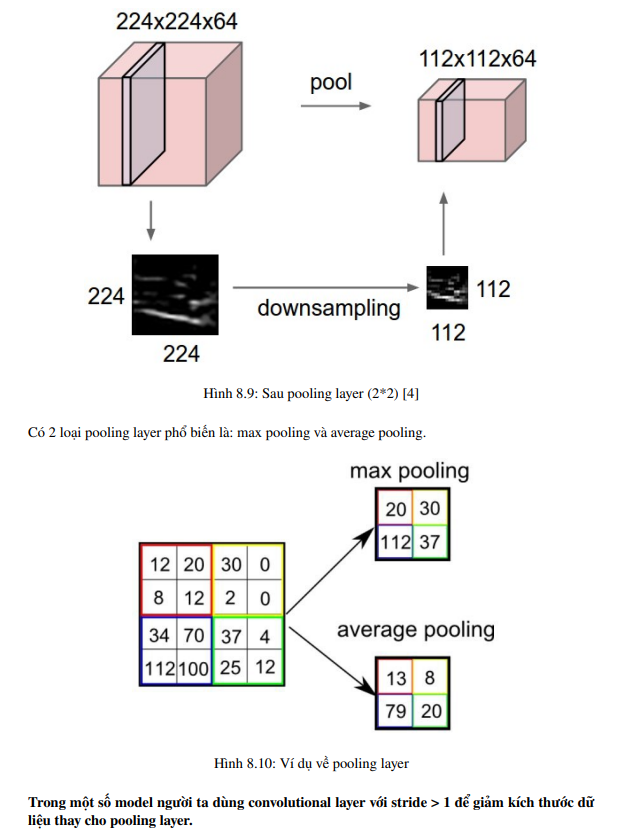 224x224x64
pool
112x112x64
224
224
downsampling
112
112
Hình 8.9: Sau pooling layer (2*2) [4]
Có 2 loại pooling layer phổ biến là: max pooling và average pooling.
max pooling
20 30
112 37
12 20 30 0
8 12 2 0
34 70 37 4
112 100 25 12
average pooling
13 8
79 20
Hình 8.10: Ví dụ về pooling layer
Trong một số model người ta dùng convolutional layer với stride > 1 để giảm kích thước dữ
liệu thay cho pooling layer.